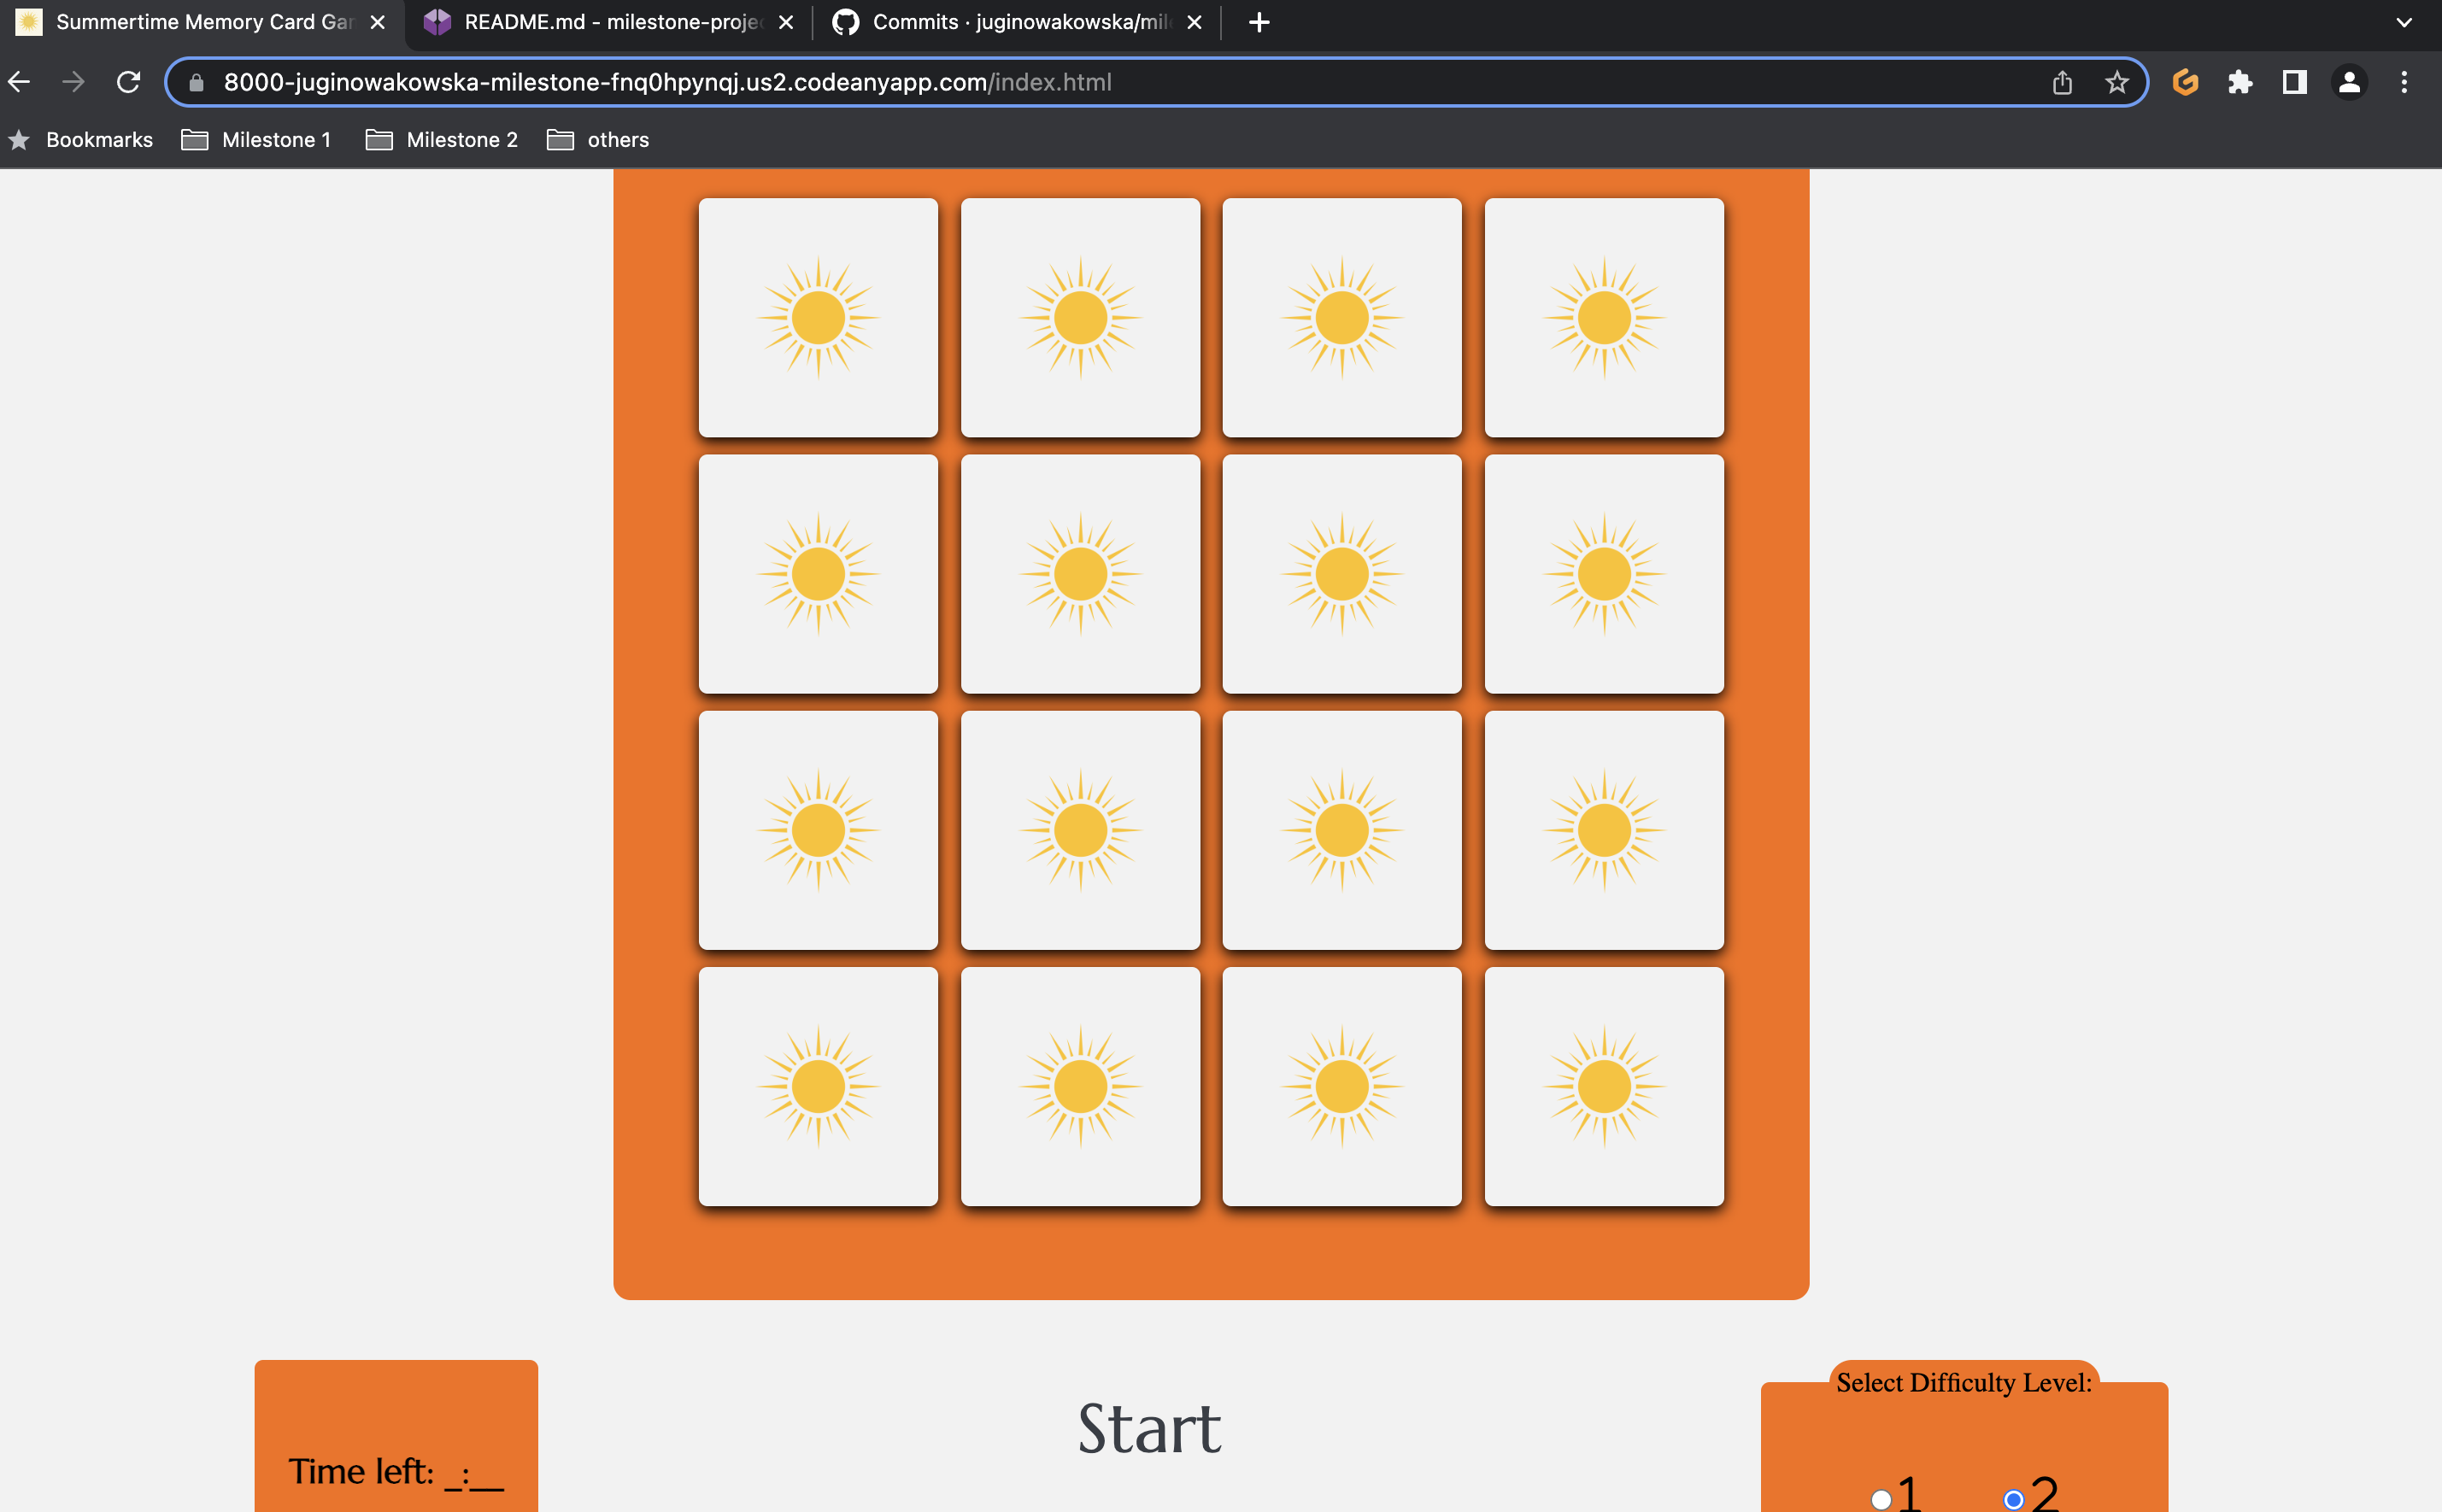 Summertime Memory Card Gar
README.md - milestone-proje
Commits · juginowakowska/mil
8000-juginowakowska-milestone-fnq0hpynqj.us2.codeanyapp.com/index.html
Bookmarks
Milestone 1
Milestone 2
others
Select Difficulty Level:
Start
Time left: _:__
1
2